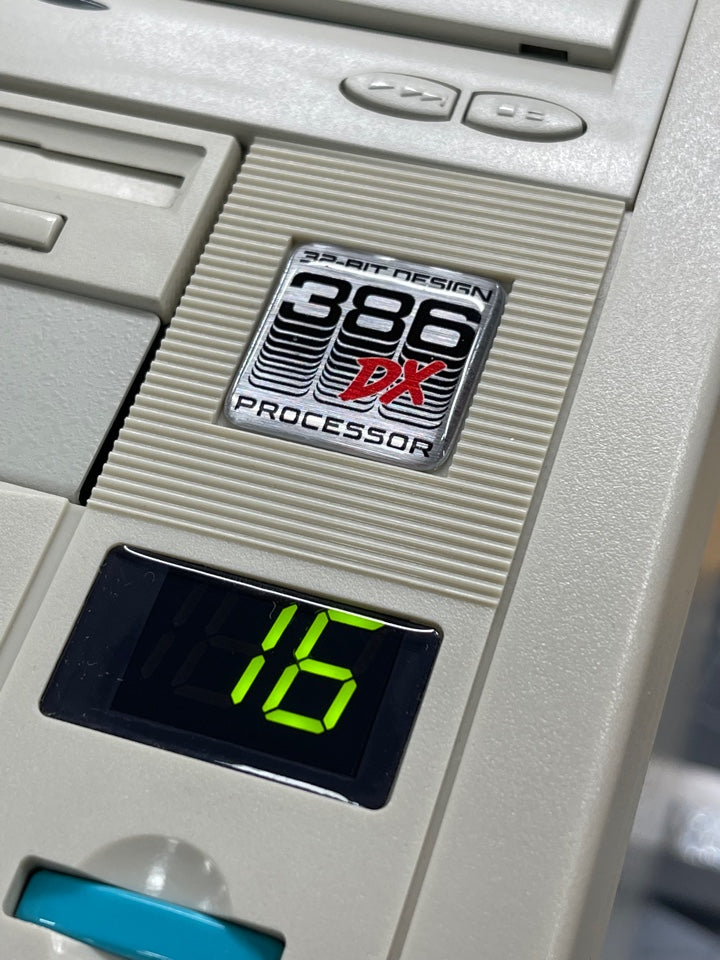 32-BIT DESIGN
386
DX
PROCESSOR
16